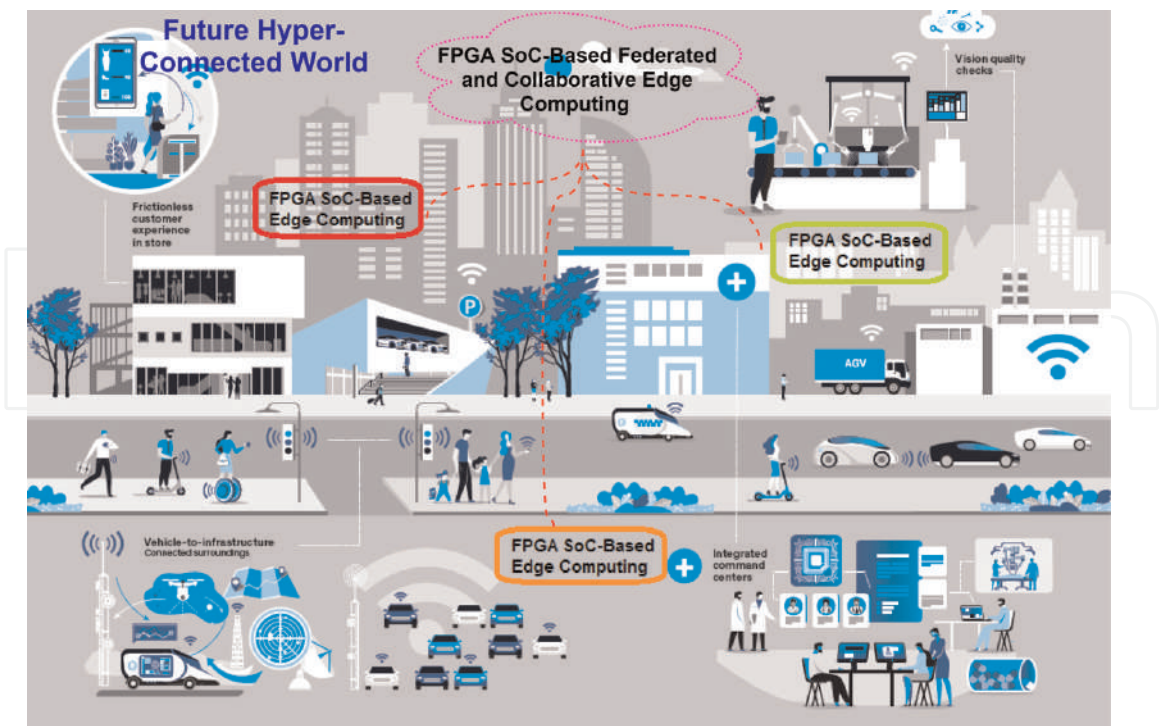 Future Hyper-
Connected World
FPGA SoC-Based Federated
and Collaborative Edge
Computing
Vision quality
checks
FPGA SoC-Based
Edge Computing
Frictionless
customer
experience
in store
FPGA SoC-Based
Edge Computing
P
AGV
Vehicle-to-infrastructure
Connected surroundings
FPGA SoC-Based
Edge Computing
Integrated
command
centers